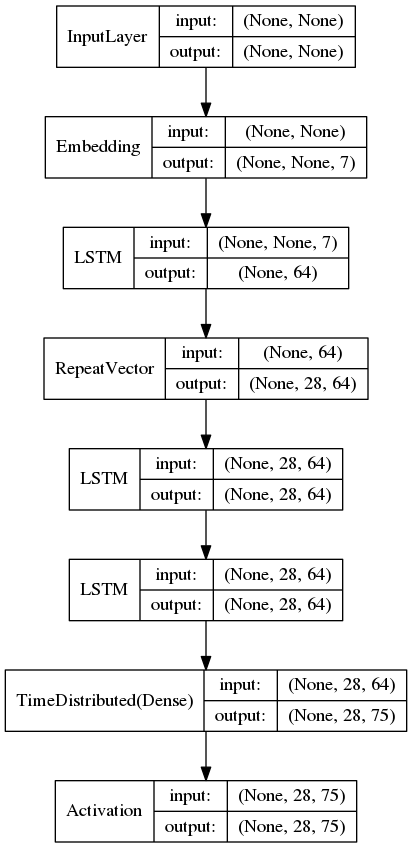 InputLayer
input: (None, None)
output: (None, None)
Embedding
input: (None, None)
output: (None, None, 7)
LSTM
input: (None, None, 7)
output: (None, 64)
RepeatVector
input: (None, 64)
output: (None, 28, 64)
LSTM
input: (None, 28, 64)
output: (None, 28, 64)
LSTM
input: (None, 28, 64)
output: (None, 28, 64)
TimeDistributed(Dense)
input: (None, 28, 64)
output: (None, 28, 75)
Activation
input: (None, 28, 75)
output: (None, 28, 75)